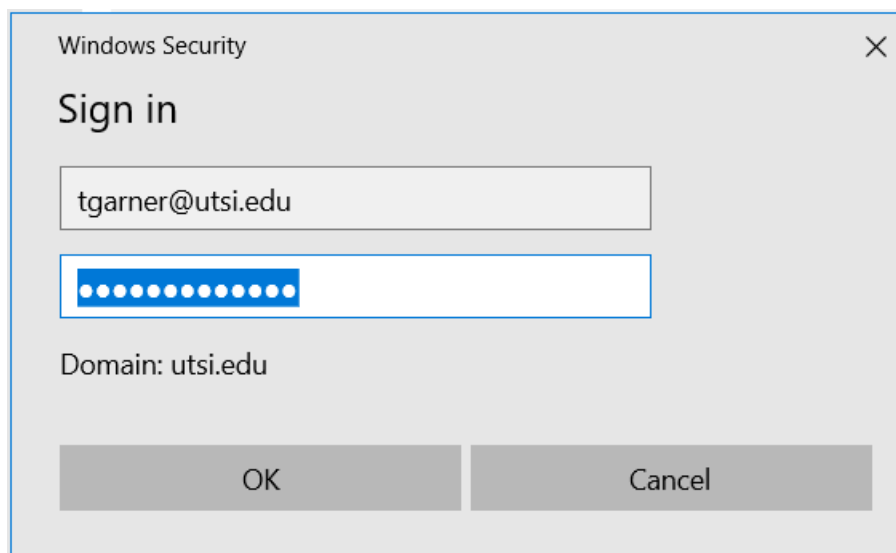 Windows Security
Sign in
tgarner@utsi.edu
●●●●●●●●●●●●●
Domain: utsi.edu
OK Cancel